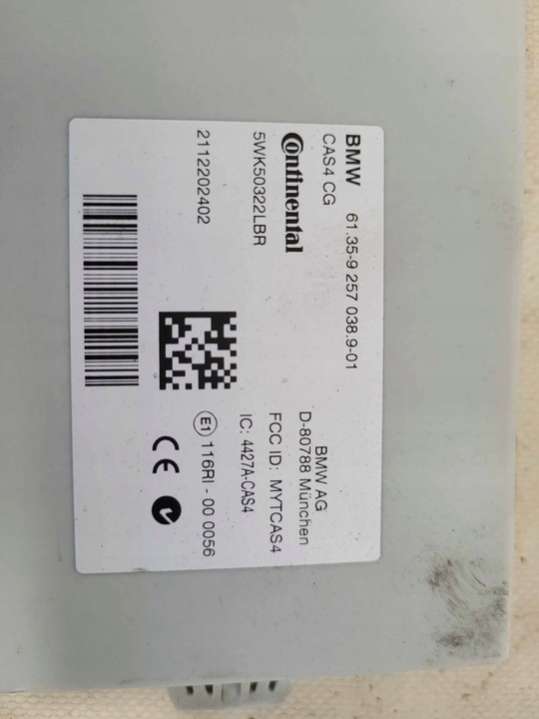 BMW 61.35-9 257 038.9-01
CAS4 CG
Continental
5WK50322LBR
2112202402
BMW AG
D-80788 München
FCC ID: MYTCAS4
IC: 4427A-CAS4
E1 116RI - 00 0056
CE